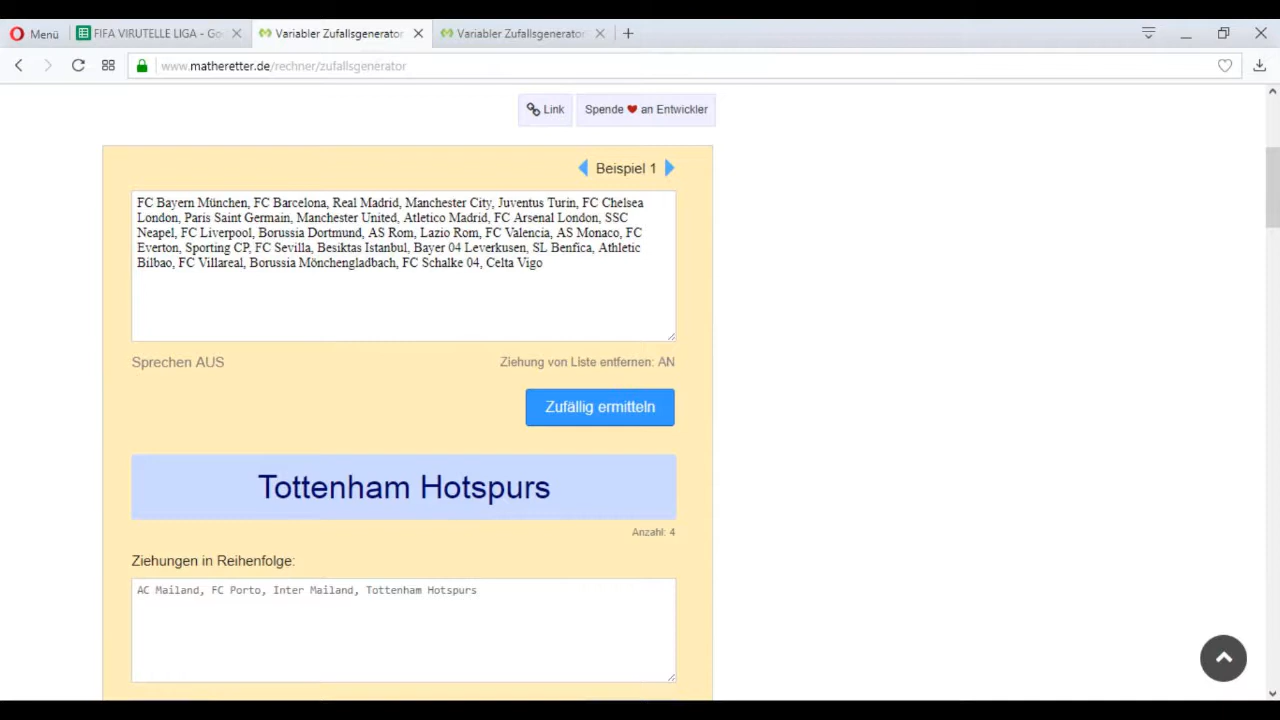 Menü
FIFA VIRUTELLE LIGA - Go
Variabler Zufallsgenerator
Variabler Zufallsgenerator
www.matheretter.de/rechner/zufallsgenerator
Link
Spende ❤ an Entwickler
Beispiel 1
FC Bayern München, FC Barcelona, Real Madrid, Manchester City, Juventus Turin, FC Chelsea
London, Paris Saint Germain, Manchester United, Atletico Madrid, FC Arsenal London, SSC
Neapel, FC Liverpool, Borussia Dortmund, AS Rom, Lazio Rom, FC Valencia, AS Monaco, FC
Everton, Sporting CP, FC Sevilla, Besiktas Istanbul, Bayer 04 Leverkusen, SL Benfica, Athletic
Bilbao, FC Villareal, Borussia Mönchengladbach, FC Schalke 04, Celta Vigo
Sprechen AUS
Ziehung von Liste entfernen: AN
Zufällig ermitteln
Tottenham Hotspurs
Anzahl: 4
Ziehungen in Reihenfolge:
AC Mailand, FC Porto, Inter Mailand, Tottenham Hotspurs